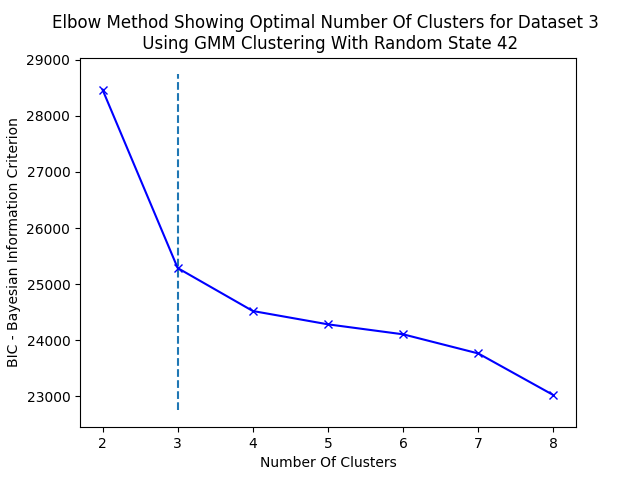 Elbow Method Showing Optimal Number Of Clusters for Dataset 3
Using GMM Clustering With Random State 42
BIC - Bayesian Information Criterion
29000
28000
27000
26000
25000
24000
23000
2 3 4 5 6 7 8
Number Of Clusters